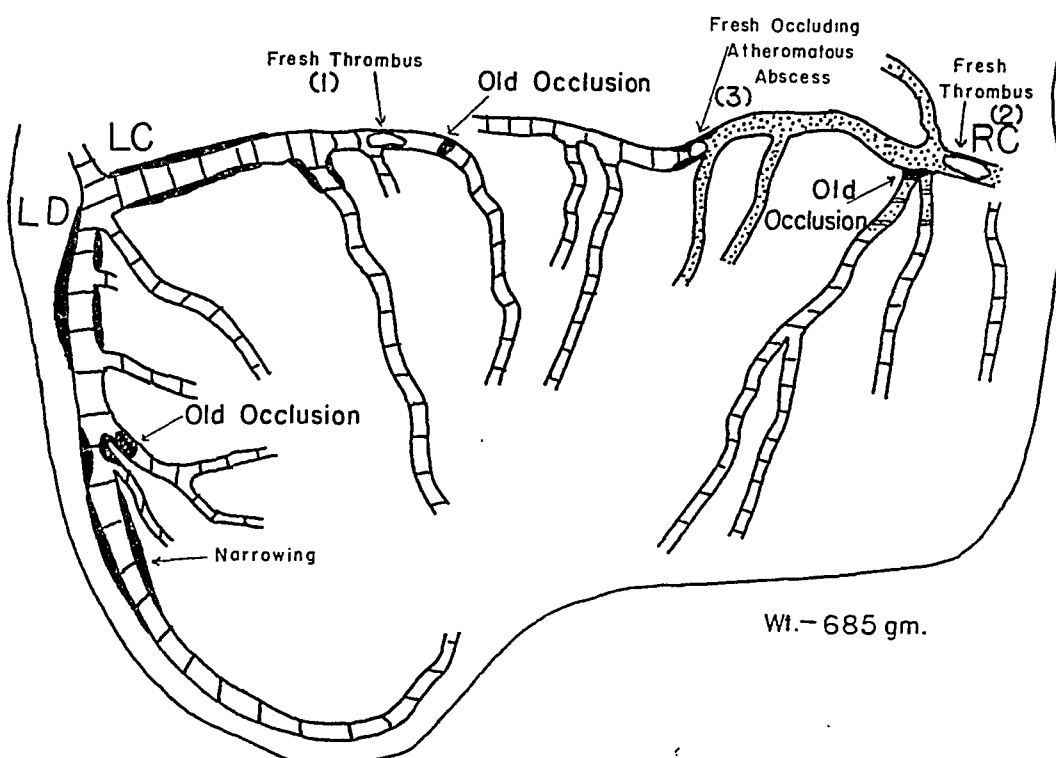 Fresh Occluding
Atheromatous
Abscess
(3)
Fresh Thrombus
(1)
Old Occlusion
Fresh
Thrombus
(2)
RC
LC
LD
Old
Occlusion
Old Occlusion
Narrowing
Wt.-685 gm.